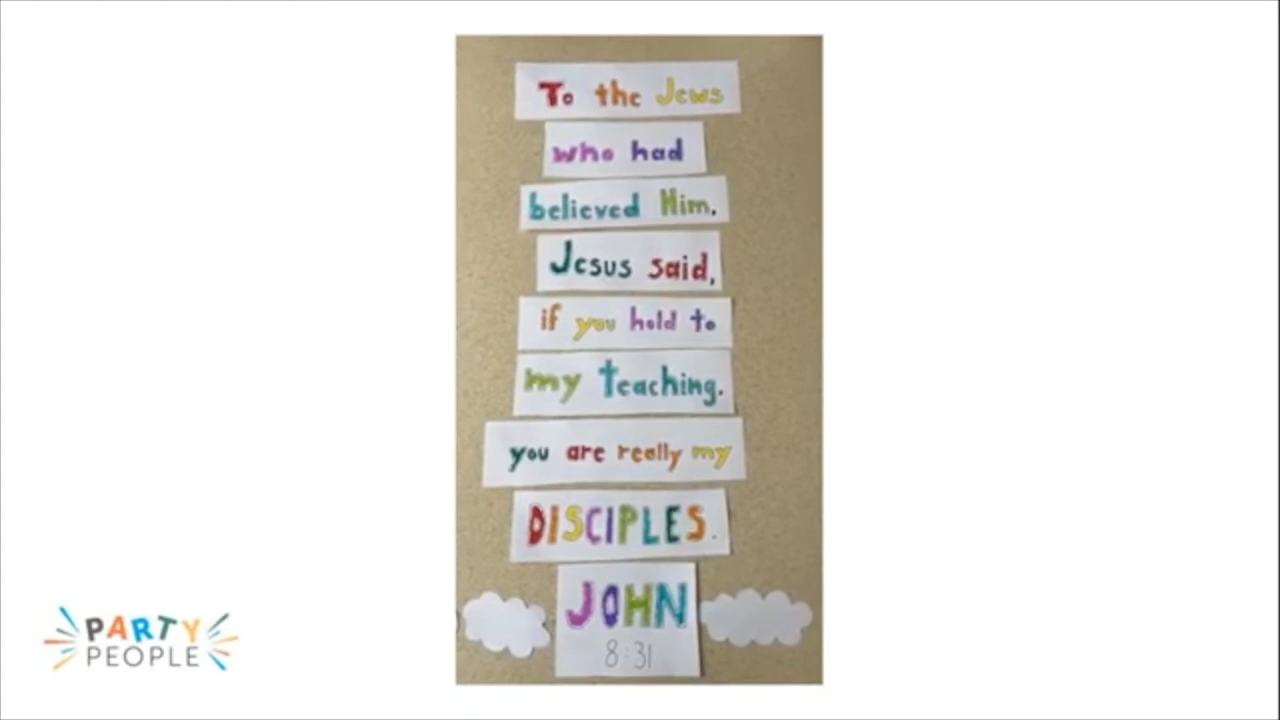 To the Jews
who had
believed Him.
Jesus said,
if you hold to
my teaching.
you are really my
DISCIPLES.
JOHN
8:31
PARTY
PEOPLE